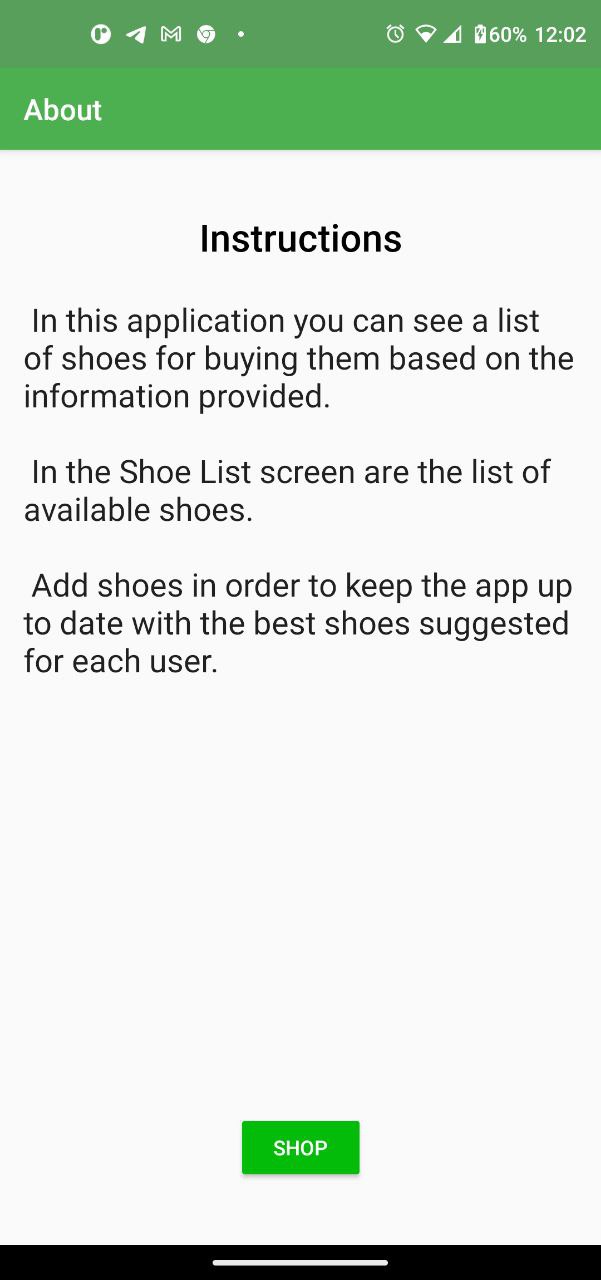 60% 12:02
About
Instructions
In this application you can see a list
of shoes for buying them based on the
information provided.
In the Shoe List screen are the list of
available shoes.
Add shoes in order to keep the app up
to date with the best shoes suggested
for each user.
SHOP